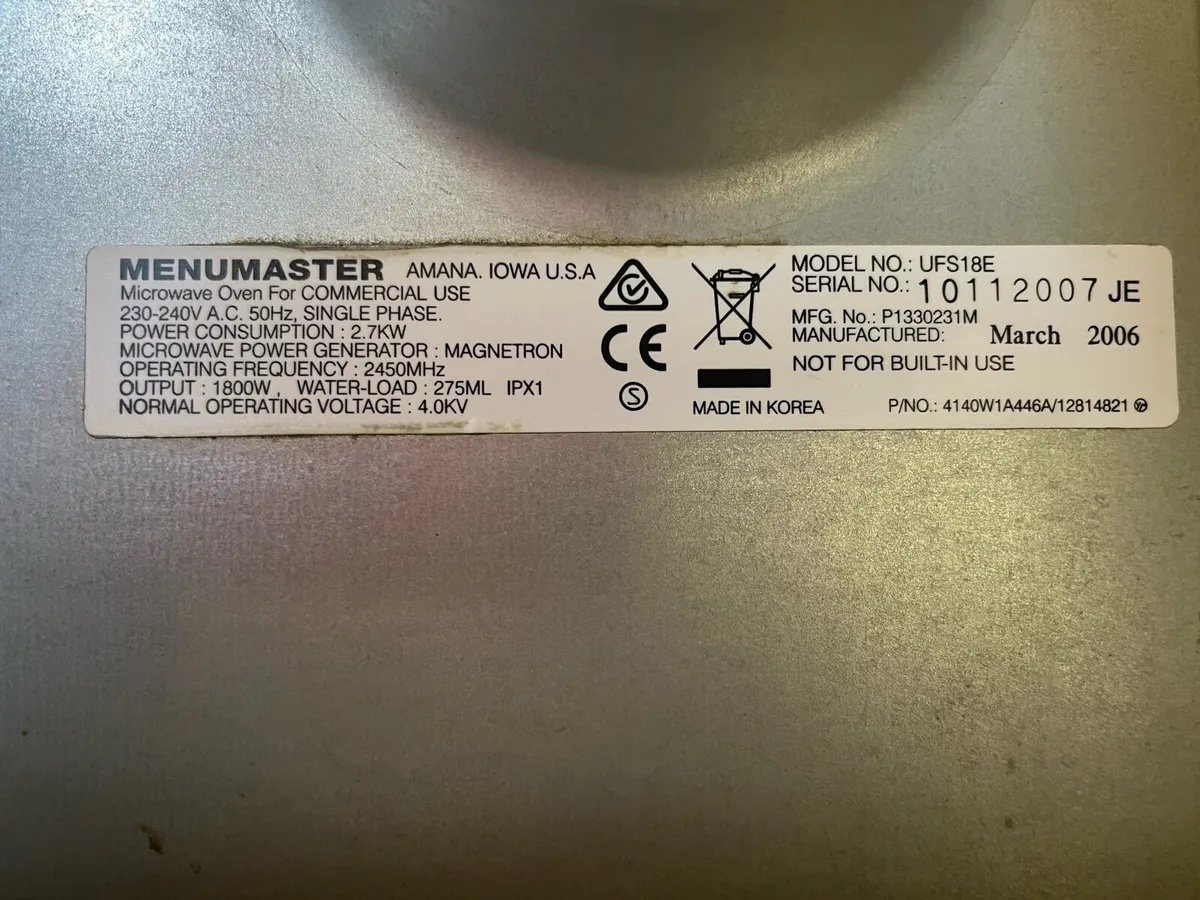 MENUMASTER AMANA. IOWA U.S.A
Microwave Oven For COMMERCIAL USE
230-240V A.C. 50Hz, SINGLE PHASE.
POWER CONSUMPTION : 2.7KW
MICROWAVE POWER GENERATOR : MAGNETRON
OPERATING FREQUENCY : 2450MHz
OUTPUT : 1800W , WATER-LOAD : 275ML IPX1
NORMAL OPERATING VOLTAGE : 4.0KV
CE
S
MADE IN KOREA
MODEL NO.: UFS18E
SERIAL NO.: 10112007 JE
MFG. No.: P1330231M
MANUFACTURED: March 2006
NOT FOR BUILT-IN USE
P/NO.: 4140W1A446A/12814821